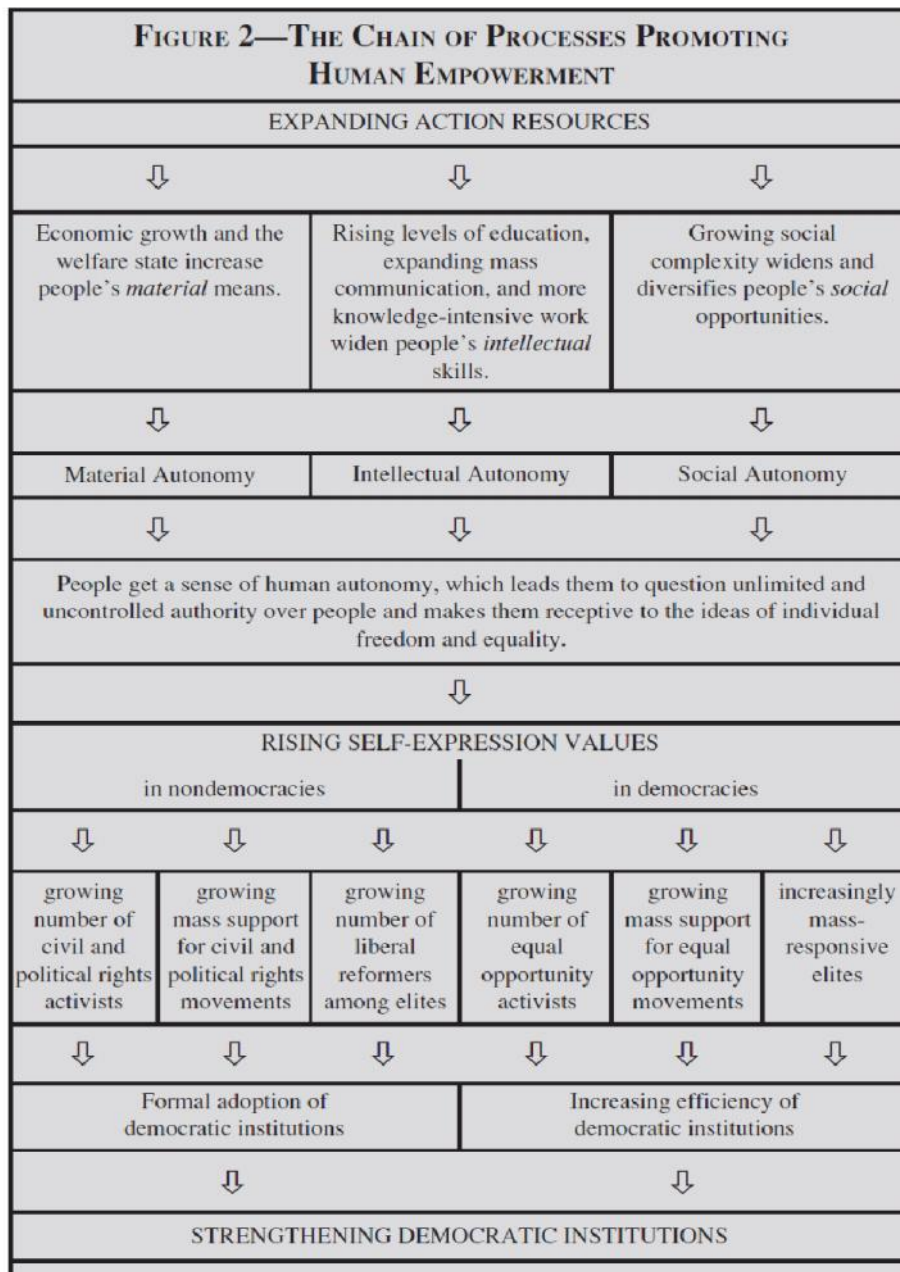 FIGURE 2—THE CHAIN OF PROCESSES PROMOTING
HUMAN EMPOWERMENT
EXPANDING ACTION RESOURCES
Economic growth and the
welfare state increase
people’s material means.
Rising levels of education,
expanding mass
communication, and more
knowledge-intensive work
widen people’s intellectual
skills.
Growing social
complexity widens and
diversifies people’s social
opportunities.
Material Autonomy
Intellectual Autonomy
Social Autonomy
People get a sense of human autonomy, which leads them to question unlimited and
uncontrolled authority over people and makes them receptive to the ideas of individual
freedom and equality.
RISING SELF-EXPRESSION VALUES
in nondemocracies
in democracies
growing
number of
civil and
political rights
activists
growing
mass support
for civil and
political rights
movements
growing
number of
liberal
reformers
among elites
growing
number of
equal
opportunity
activists
growing
mass support
for equal
opportunity
movements
increasingly
mass-
responsive
elites
Formal adoption of
democratic institutions
Increasing efficiency of
democratic institutions
STRENGTHENING DEMOCRATIC INSTITUTIONS